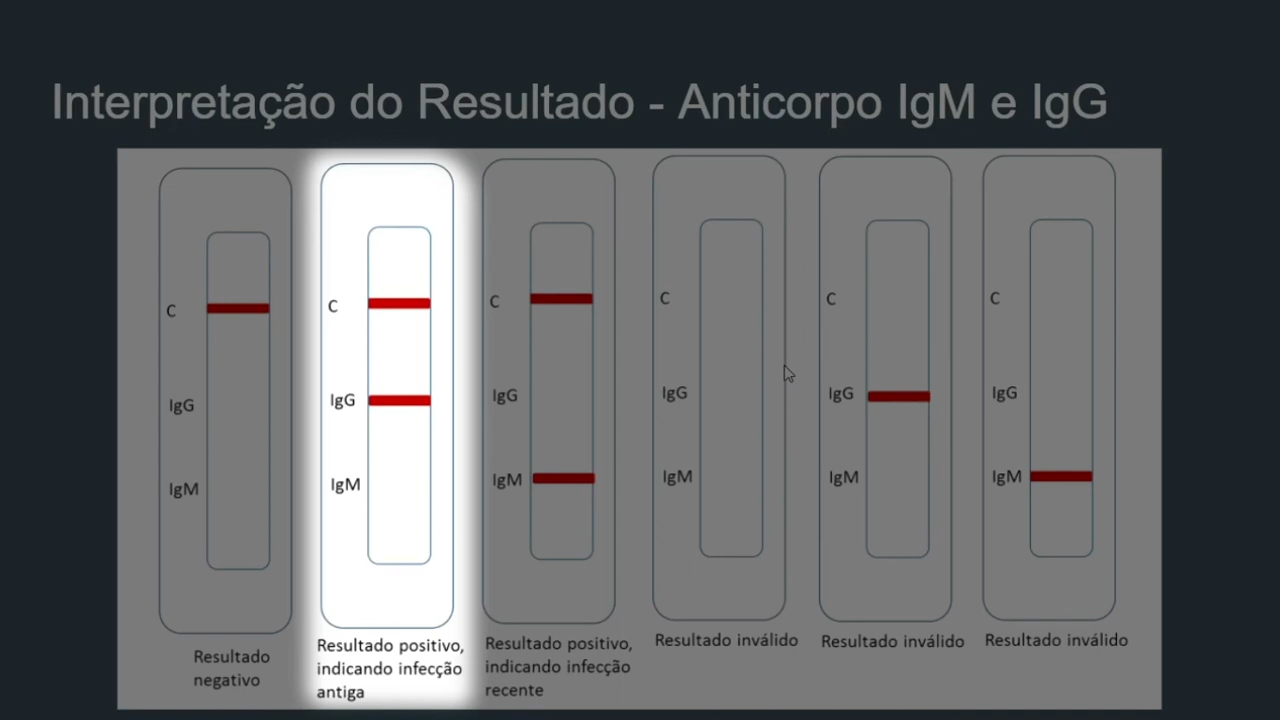 Interpretação do Resultado - Anticorpo IgM e IgG
C
IgG
IgM
Resultado
negativo
C
IgG
IgM
Resultado positivo,
indicando infecção
antiga
C
IgG
IgM
Resultado positivo,
indicando infecção
recente
C
IgG
IgM
Resultado inválido
C
IgG
IgM
Resultado inválido
C
IgG
IgM
Resultado inválido